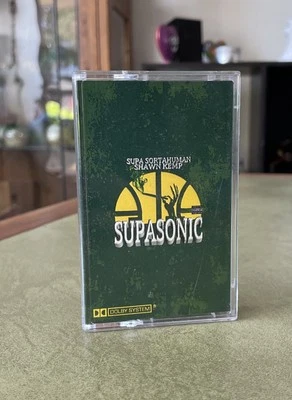 SUPA SORTAHUMAN
SHAWN KEMP
SUPASONIC
DOLBY SYSTEM